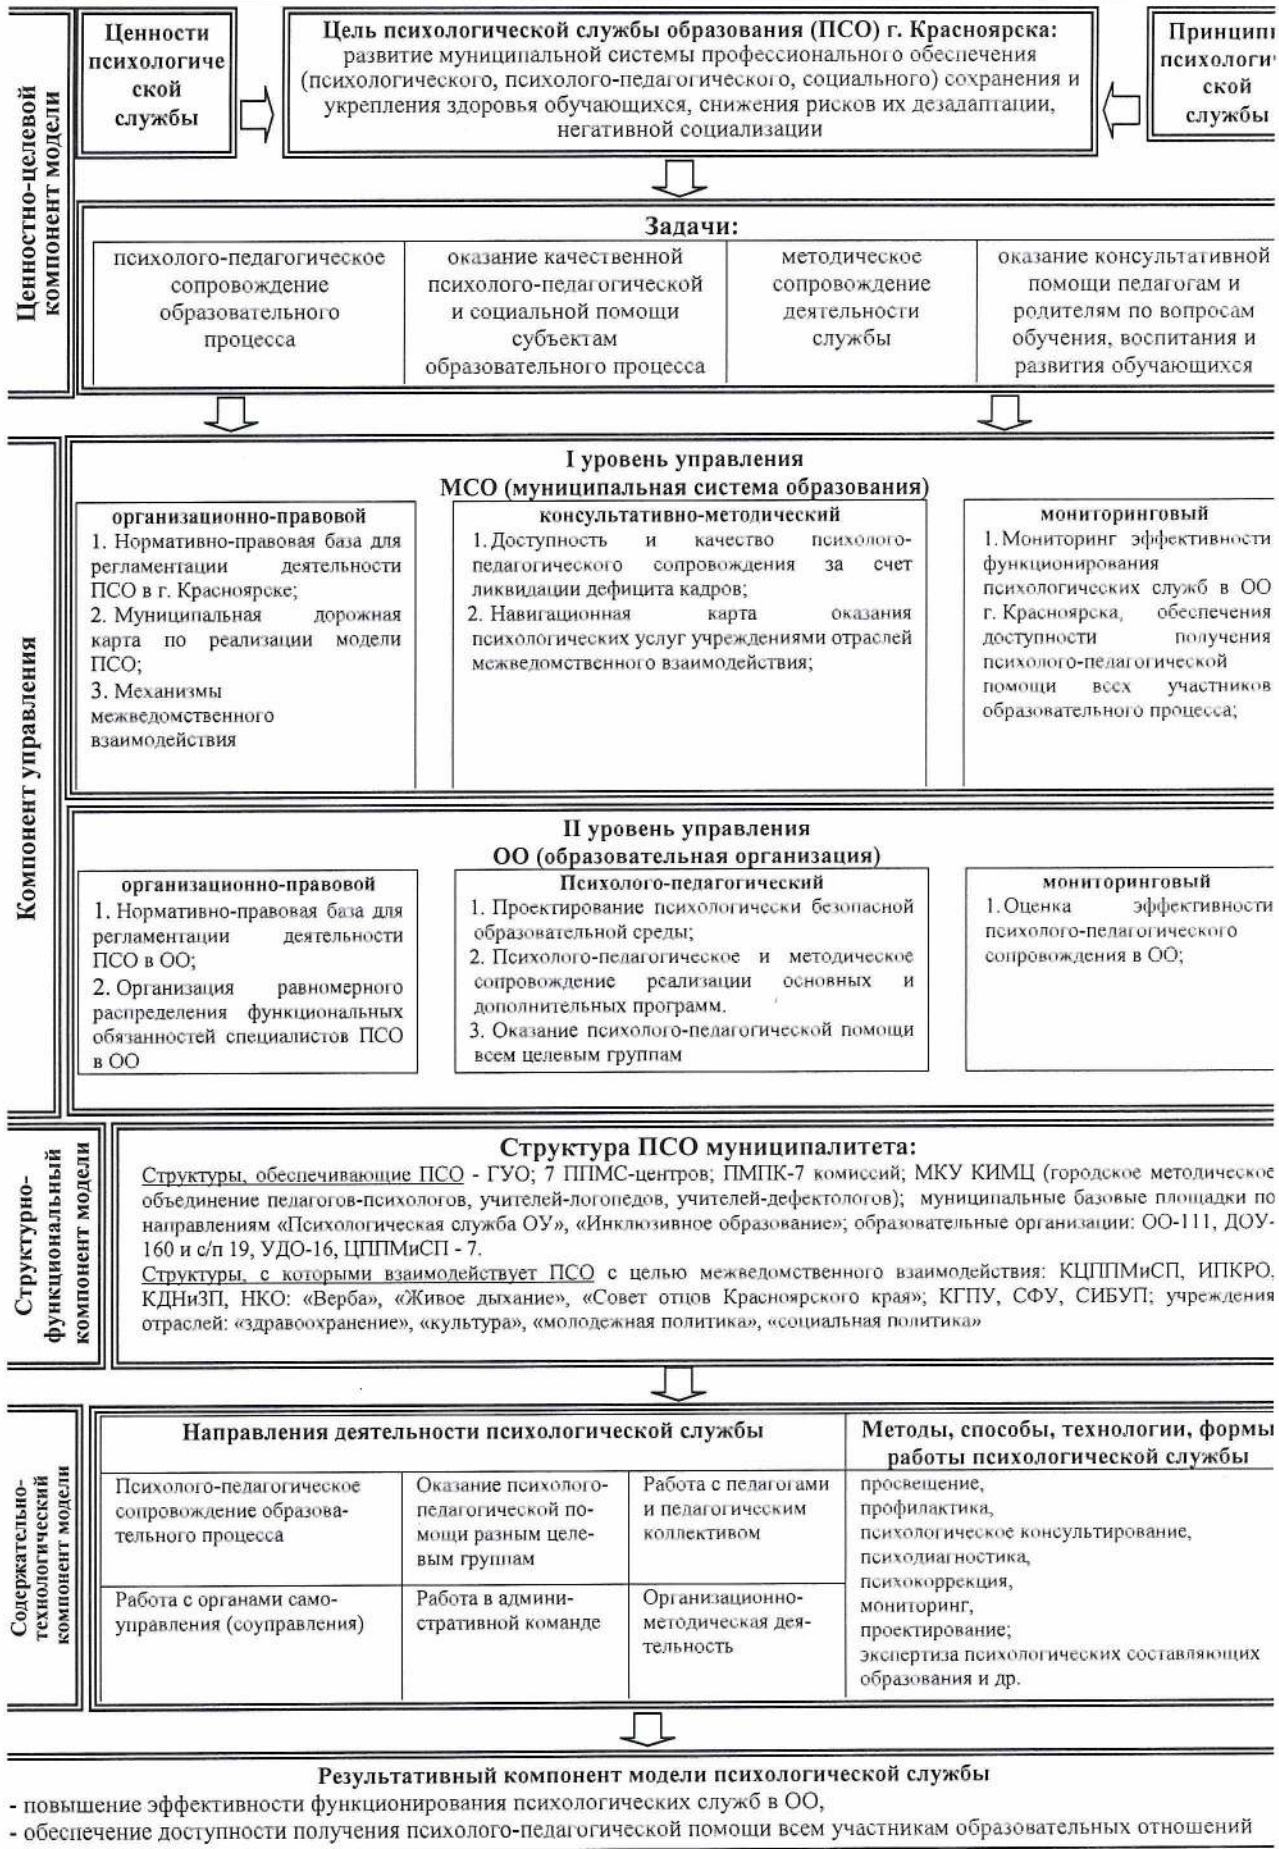 Ценностно-целевой
компонент модели
Ценности
психологиче
ской
службы
Цель психологической службы образования (ПСО) г. Красноярска:
развитие муниципальной системы профессионального обеспечения
(психологического, психолого-педагогического, социального) сохранения и
укрепления здоровья обучающихся, снижения рисков их дезадаптации,
негативной социализации
Принцип
психологи
ской
службы
Задачи:
психолого-педагогическое
сопровождение
образовательного
процесса
оказание качественной
психолого-педагогической
и социальной помощи
субъектам
образовательного процесса
методическое
сопровождение
деятельности
службы
оказание консультативной
помощи педагогам и
родителям по вопросам
обучения, воспитания и
развития обучающихся
Компонент управления
I уровень управления
МСО (муниципальная система образования)
организационно-правовой
1. Нормативно-правовая база для
регламентации деятельности
ПСО в г. Красноярске;
2. Муниципальная дорожная
карта по реализации модели
ПСО;
3. Механизмы
межведомственного
взаимодействия
консультативно-методический
1. Доступность и качество психолого-
педагогического сопровождения за счет
ликвидации дефицита кадров;
2. Навигационная карта оказания
психологических услуг учреждениями отраслей
межведомственного взаимодействия;
мониторинговый
1. Мониторинг эффективности
функционирования
психологических служб в ОО
г. Красноярска, обеспечения
доступности получения
психолого-педагогической
помощи всех участников
образовательного процесса;
II уровень управления
ОО (образовательная организация)
организационно-правовой
1. Нормативно-правовая база для
регламентации деятельности
ПСО в ОО;
2. Организация равномерного
распределения функциональных
обязанностей специалистов ПСО
в ОО
Психолого-педагогический
1. Проектирование психологически безопасной
образовательной среды;
2. Психолого-педагогическое и методическое
сопровождение реализации основных и
дополнительных программ.
3. Оказание психолого-педагогической помощи
всем целевым группам
мониторинговый
1. Оценка эффективности
психолого-педагогического
сопровождения в ОО;
Структурно-
функциональный
компонент модели
Структура ПСО муниципалитета:
Структуры, обеспечивающие ПСО - ГУО; 7 ППМС-центров; ПМПК-7 комиссий; МКУ КИМЦ (городское методическое
объединение педагогов-психологов, учителей-логопедов, учителей-дефектологов); муниципальные базовые площадки по
направлениям «Психологическая служба ОУ», «Инклюзивное образование»; образовательные организации: ОО-111, ДОУ-
160 и с/п 19, УДО-16, ЦППМиСП - 7.
Структуры, с которыми взаимодействует ПСО с целью межведомственного взаимодействия: КЦППМиСП, ИПКРО,
КДНиЗП, НКО: «Верба», «Живое дыхание», «Совет отцов Красноярского края»; КГПУ, СФУ, СИБУП; учреждения
отраслей: «здравоохранение», «культура», «молодежная политика», «социальная политика»
Содержательно-
технологический
компонент модели
Направления деятельности психологической службы
Психолого-педагогическое
сопровождение образова-
тельного процесса
Оказание психолого-
педагогической по-
мощи разным целе-
вым группам
Работа с педагогами
и педагогическим
коллективом
Работа с органами само-
управления (соуправления)
Работа в админи-
стративной команде
Организационно-
методическая дея-
тельность
Методы, способы, технологии, формы
работы психологической службы
просвещение,
профилактика,
психологическое консультирование,
психодиагностика,
психокоррекция,
мониторинг,
проектирование;
экспертиза психологических составляющих
образования и др.
Результативный компонент модели психологической службы
- повышение эффективности функционирования психологических служб в ОО,
- обеспечение доступности получения психолого-педагогической помощи всем участникам образовательных отношений